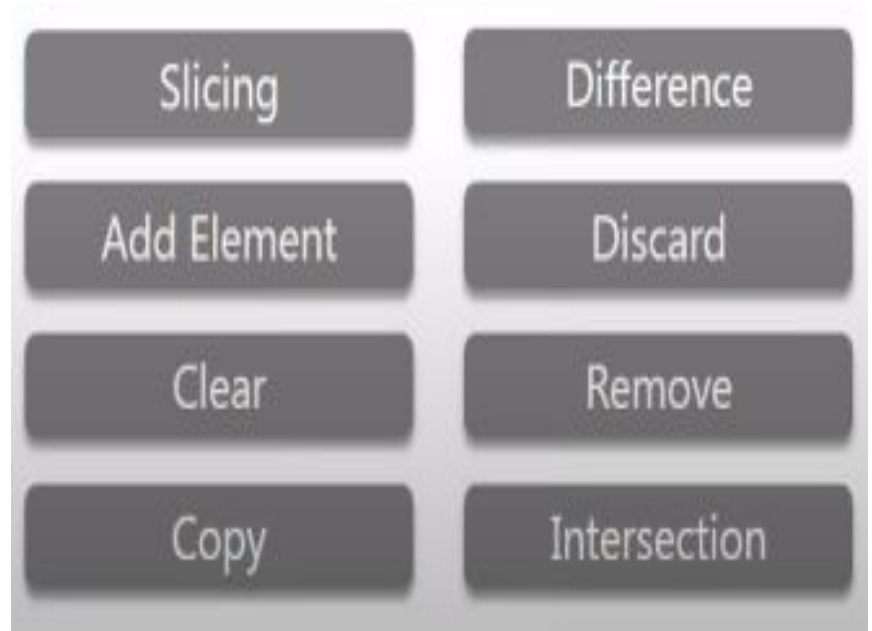 Slicing
Difference
Add Element
Discard
Clear
Remove
Copy
Intersection